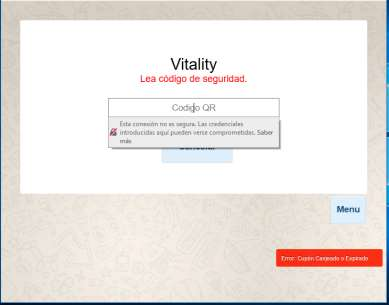 Vitality
Lea código de seguridad.
Codigo QR
Esta conexión no es segura. Las credenciales
introducidas aquí pueden verse comprometidas. Saber
más
Menu
Error: Cupón Canjeado o Expirado